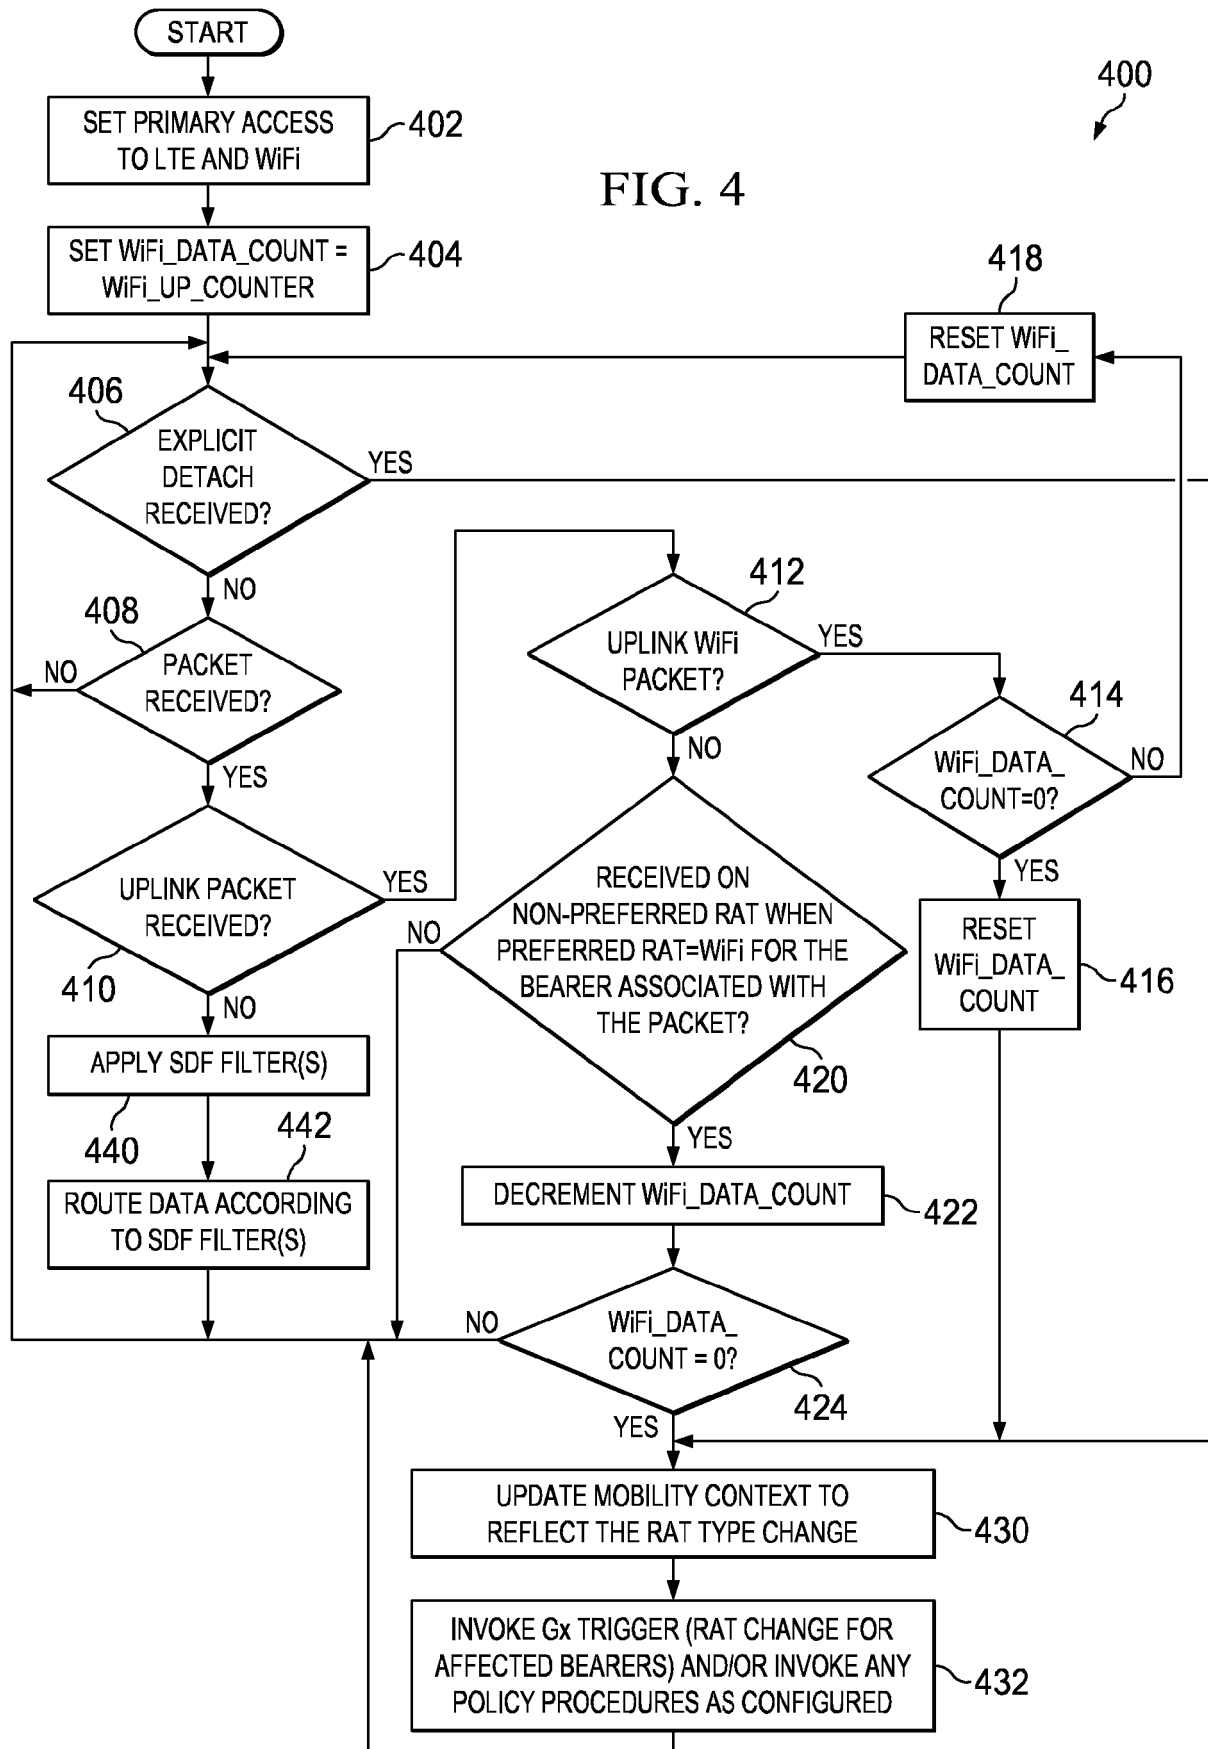 START
400
SET PRIMARY ACCESS
TO LTE AND WiFi
402
FIG. 4
SET WiFi_DATA_COUNT =
WiFi_UP_COUNTER
404
418
RESET WiFi_
DATA_COUNT
406
EXPLICIT
DETACH
RECEIVED?
YES
NO
412
UPLINK WiFi
PACKET?
YES
NO
408
PACKET
RECEIVED?
NO
YES
414
WiFi_DATA_
COUNT=0?
NO
YES
UPLINK PACKET
RECEIVED?
YES
410
NO
RECEIVED ON
NON-PREFERRED RAT WHEN
PREFERRED RAT=WiFi FOR THE
BEARER ASSOCIATED WITH
THE PACKET?
NO
420
YES
RESET
WiFi_DATA_
COUNT
416
APPLY SDF FILTER(S)
440
442
ROUTE DATA ACCORDING
TO SDF FILTER(S)
DECREMENT WiFi_DATA_COUNT
422
WiFi_DATA_
COUNT = 0?
NO
424
YES
UPDATE MOBILITY CONTEXT TO
REFLECT THE RAT TYPE CHANGE
430
INVOKE Gx TRIGGER (RAT CHANGE FOR
AFFECTED BEARERS) AND/OR INVOKE ANY
POLICY PROCEDURES AS CONFIGURED
432